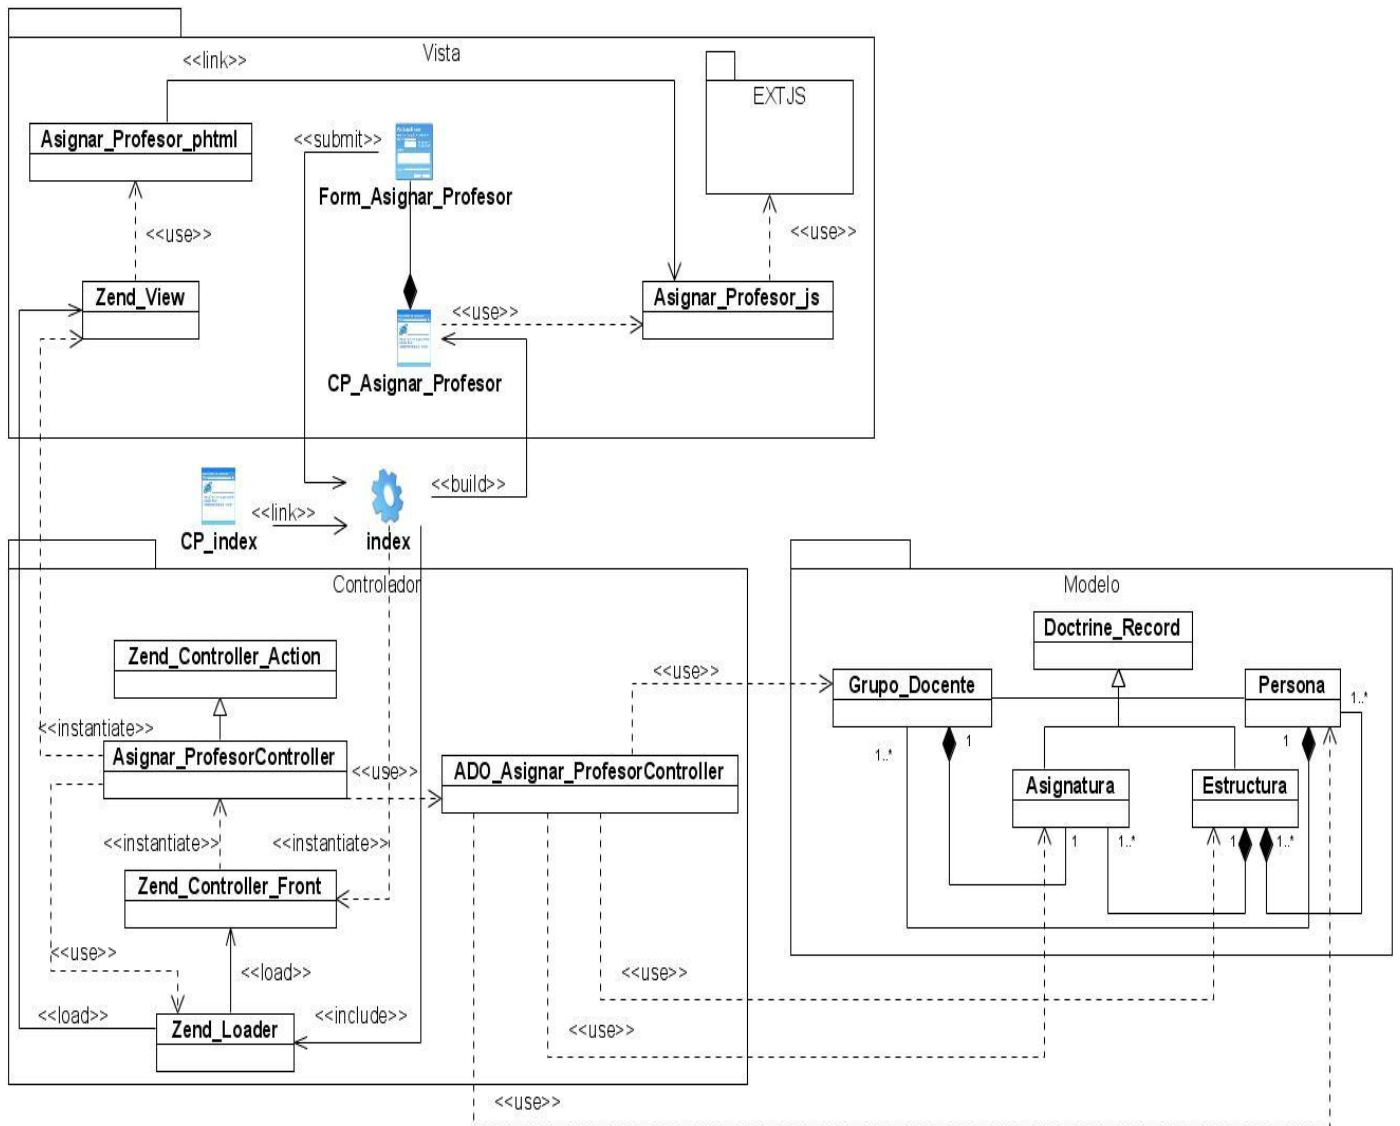 Vista
<<link>>
EXTJS
Asignar_Profesor_phtml
<<submit>>
Form_Asignar_Profesor
<<use>>
<<use>>
Zend_View
Asignar_Profesor_js
<<use>>
CP_Asignar_Profesor
<<build>>
<<link>>
CP_index
index
Controlador
Modelo
Doctrine_Record
Zend_Controller_Action
<<use>>
Grupo_Docente
Persona
1..*
<<instantiate>>
1..*
1
1
Asignar_ProfesorController
<<use>>
ADO_Asignar_ProfesorController
Asignatura
Estructura
<<instantiate>>
<<instantiate>>
1
1..*
1
1..*
Zend_Controller_Front
<<use>>
<<load>>
<<use>>
<<load>>
<<include>>
Zend_Loader
<<use>>
<<use>>